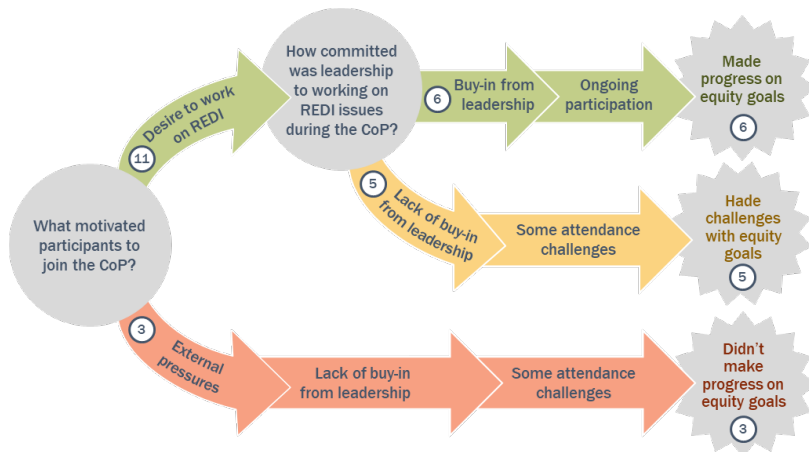 What motivated
participants to
join the CoP?
11
Desire to work
on REDI
How committed
was leadership
to working on
REDI issues
during the CoP?
6
Buy-in from
leadership
Ongoing
participation
Made
progress on
equity goals
6
5
Lack of buy-in
from leadership
Some attendance
challenges
Hade
challenges
with equity
goals
5
3
External
pressures
Lack of buy-in
from leadership
Some attendance
challenges
Didn't
make
progress on
equity goals
3